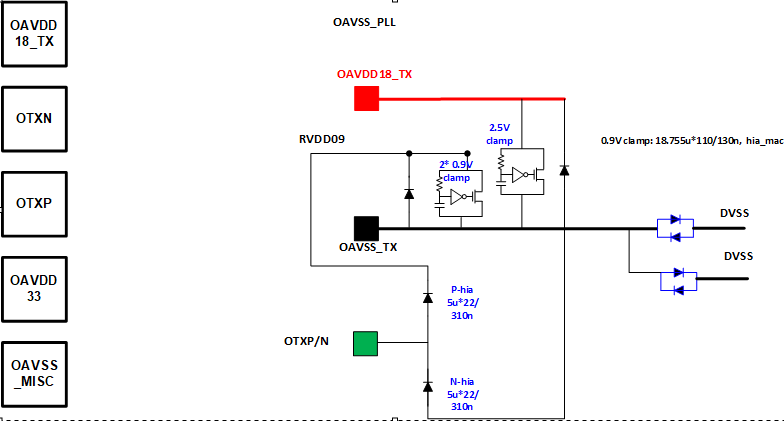 OAVDD
18_TX
OTXN
OTXP
OAVDD
33
OAVSS
_MISC
OAVSS_PLL
OAVDD18_TX
RVDD09
2* 0.9V
clamp
2.5V
clamp
0.9V clamp: 18.755u*110/130n, hia_mac
OAVSS_TX
DVSS
DVSS
P-hia
5u*22/
310n
OTXP/N
N-hia
5u*22/
310n